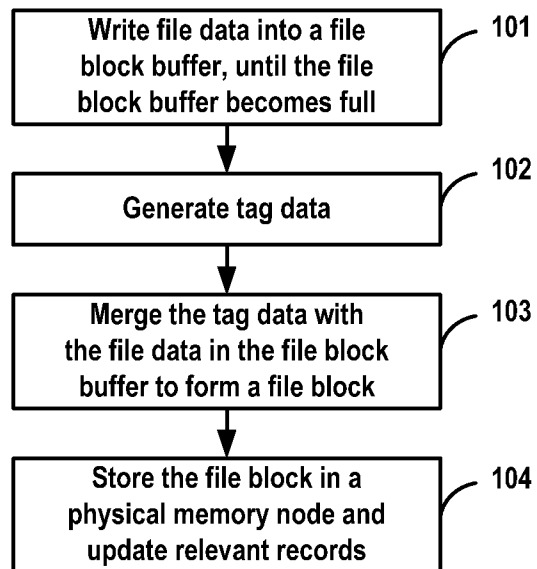 Write file data into a file
block buffer, until the file
block buffer becomes full
101
Generate tag data
102
Merge the tag data with
the file data in the file block
buffer to form a file block
103
Store the file block in a
physical memory node and
update relevant records
104